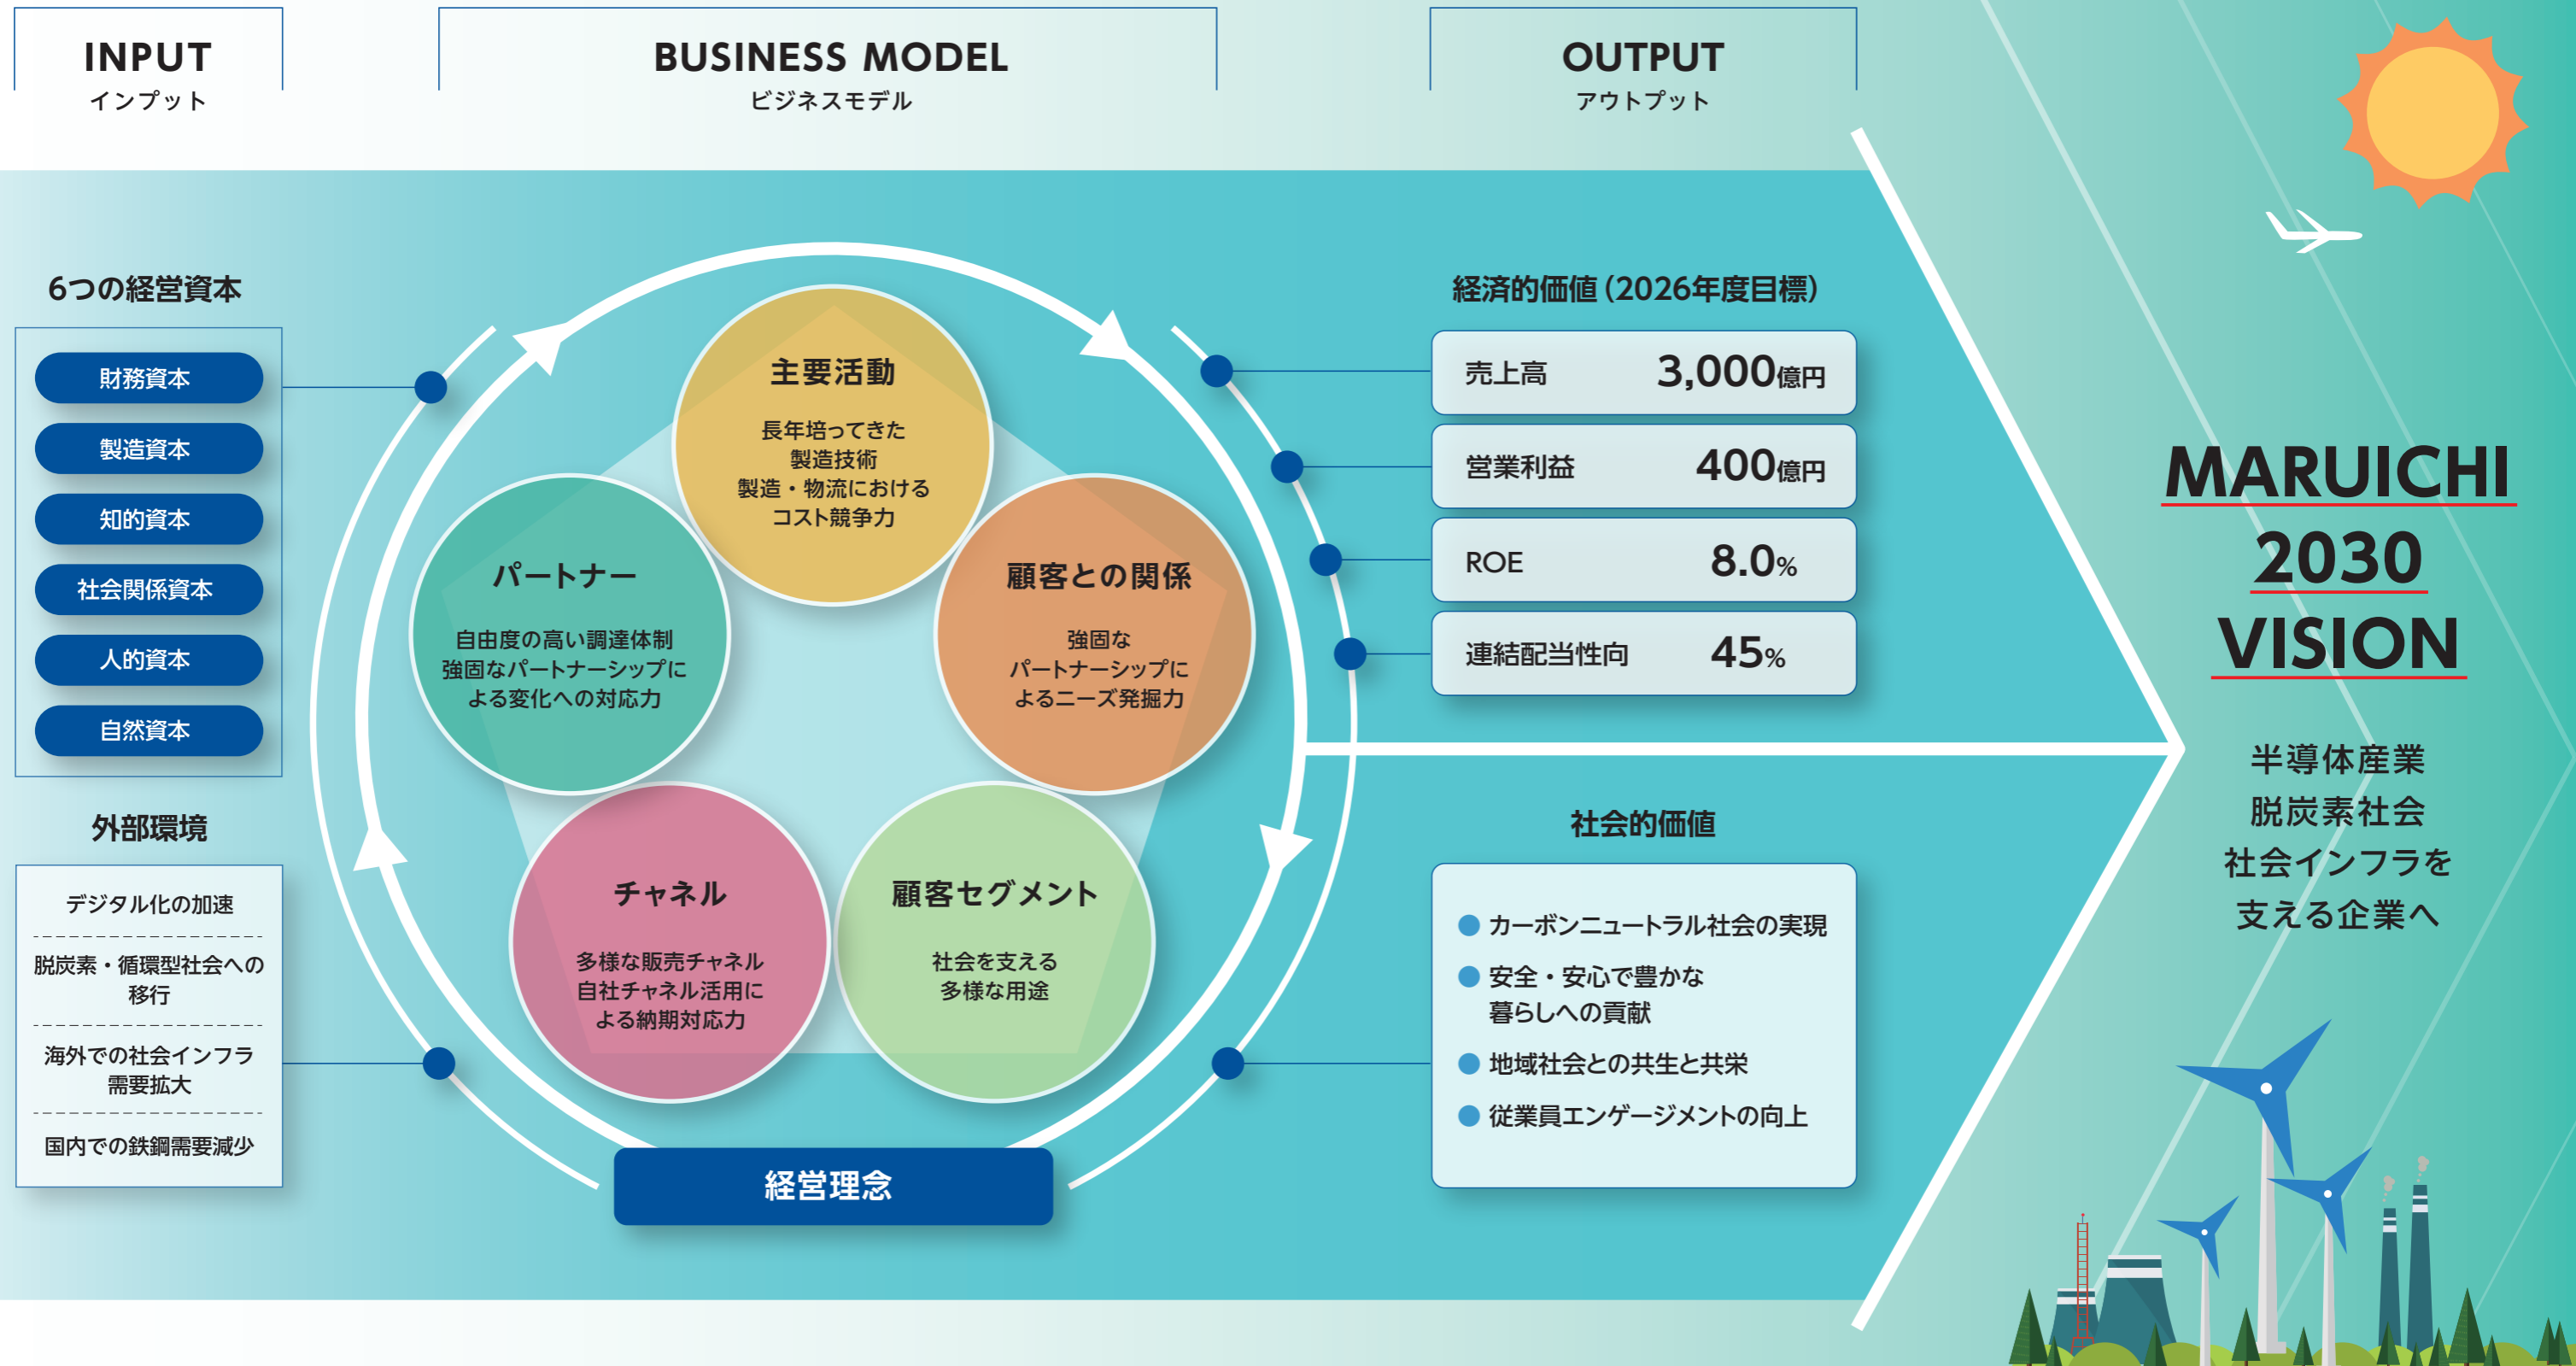 INPUT
インプット
BUSINESS MODEL
ビジネスモデル
OUTPUT
アウトプット
6つの経営資本
財務資本
製造資本
知的資本
社会関係資本
人的資本
自然資本
外部環境
デジタル化の加速
脱炭素・循環型社会への
移行
海外での社会インフラ
需要拡大
国内での鉄鋼需要減少
主要活動
長年培ってきた
製造技術
製造・物流における
コスト競争力
パートナー
自由度の高い調達体制
強固なパートナーシップに
よる変化への対応力
顧客との関係
強固な
パートナーシップに
よるニーズ発掘力
チャネル
多様な販売チャネル
自社チャネル活用に
よる納期対応力
顧客セグメント
社会を支える
多様な用途
経営理念
経済的価値（2026年度目標）
売上高 3,000億円
営業利益 400億円
ROE 8.0%
連結配当性向 45%
社会的価値
● カーボンニュートラル社会の実現
● 安全・安心で豊かな
暮らしへの貢献
● 地域社会との共生と共栄
● 従業員エンゲージメントの向上
MARUICHI
2030
VISION
半導体産業
脱炭素社会
社会インフラを
支える企業へ